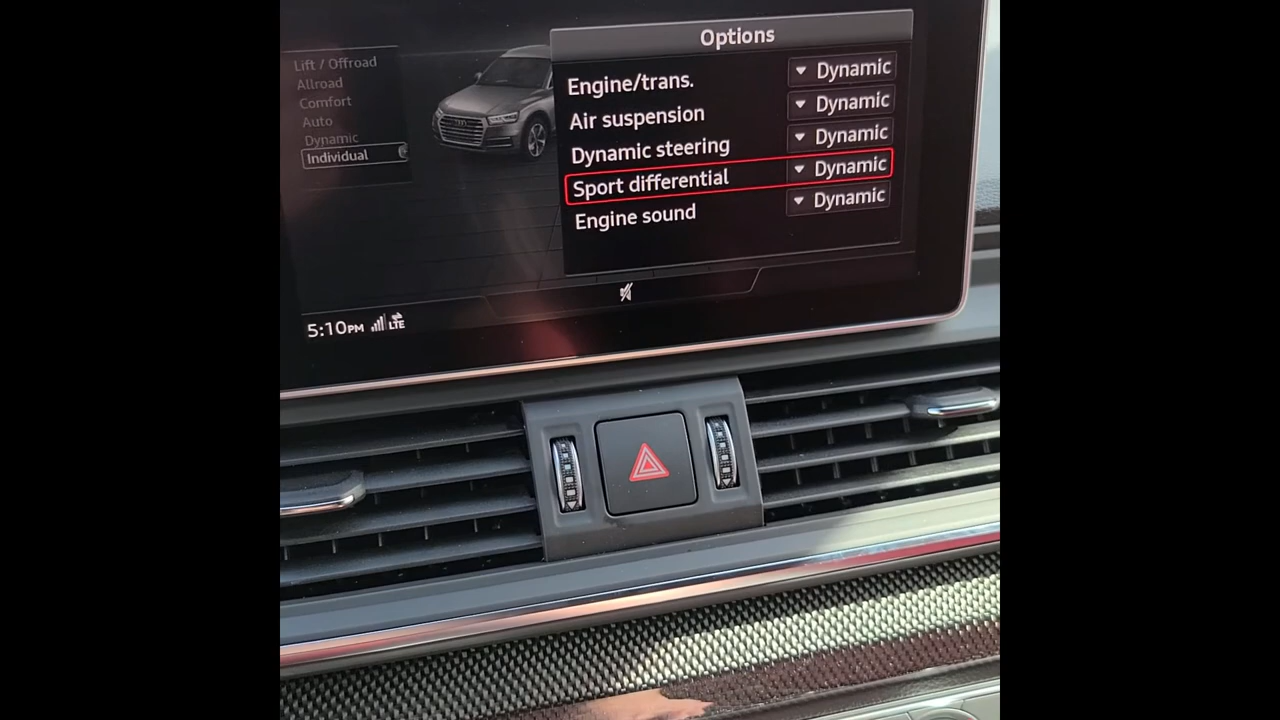 Options
Lift / Offroad
Allroad
Comfort
Auto
Dynamic
Individual
Engine/trans. Dynamic
Air suspension Dynamic
Dynamic steering Dynamic
Sport differential Dynamic
Engine sound Dynamic
5:10PM LTE